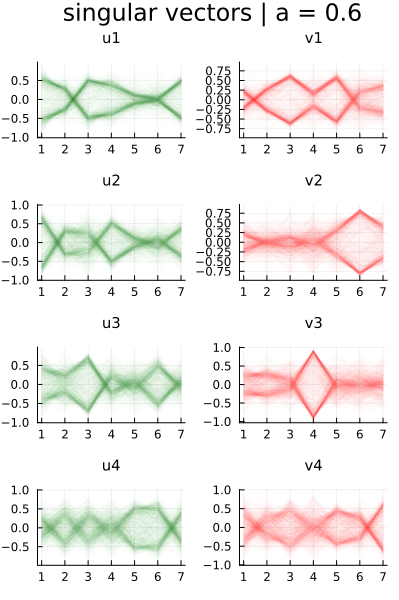 singular vectors | a = 0.6
u1 v1
0.5 0.75
0.0 0.50
−0.5 0.25
−1.0 0.00
−0.25
−0.50
−0.75
1 2 3 4 5 6 7 1 2 3 4 5 6 7
u2 v2
1.0 0.75
0.5 0.50
0.0 0.25
−0.5 0.00
−1.0 −0.25
−0.50
−0.75
1 2 3 4 5 6 7 1 2 3 4 5 6 7
u3 v3
0.5 1.0
0.0 0.5
−0.5 0.0
−1.0 −0.5
−1.0
1 2 3 4 5 6 7 1 2 3 4 5 6 7
u4 v4
1.0 1.0
0.5 0.5
0.0 0.0
−0.5 −0.5
−1.0
1 2 3 4 5 6 7 1 2 3 4 5 6 7